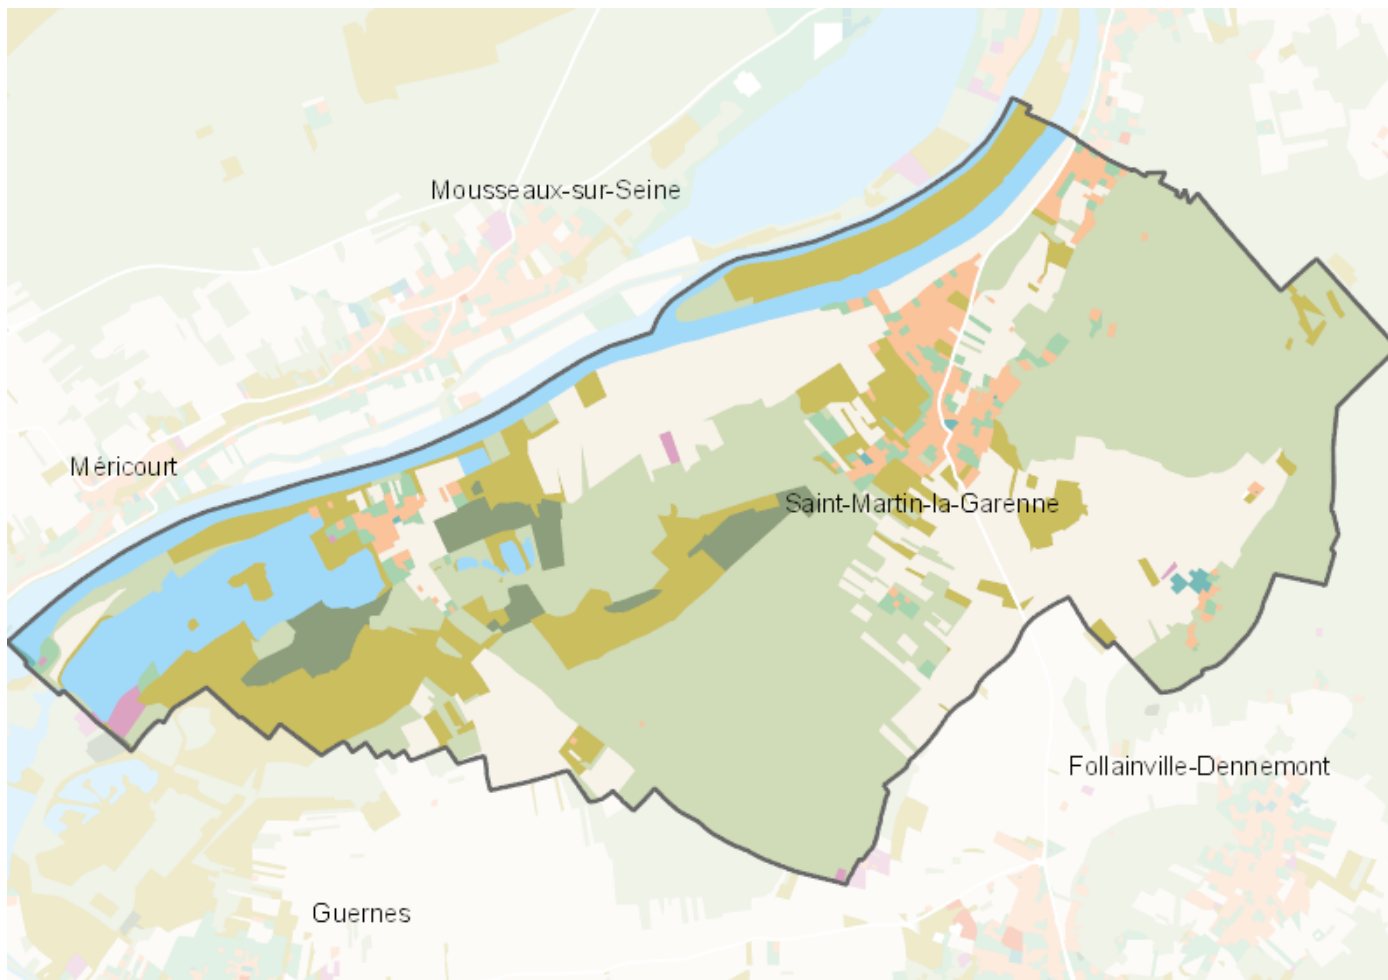 Mousseaux-sur-Seine
Méricourt
Saint-Martin-la-Garenne
Follainville-Dennemont
Guernes